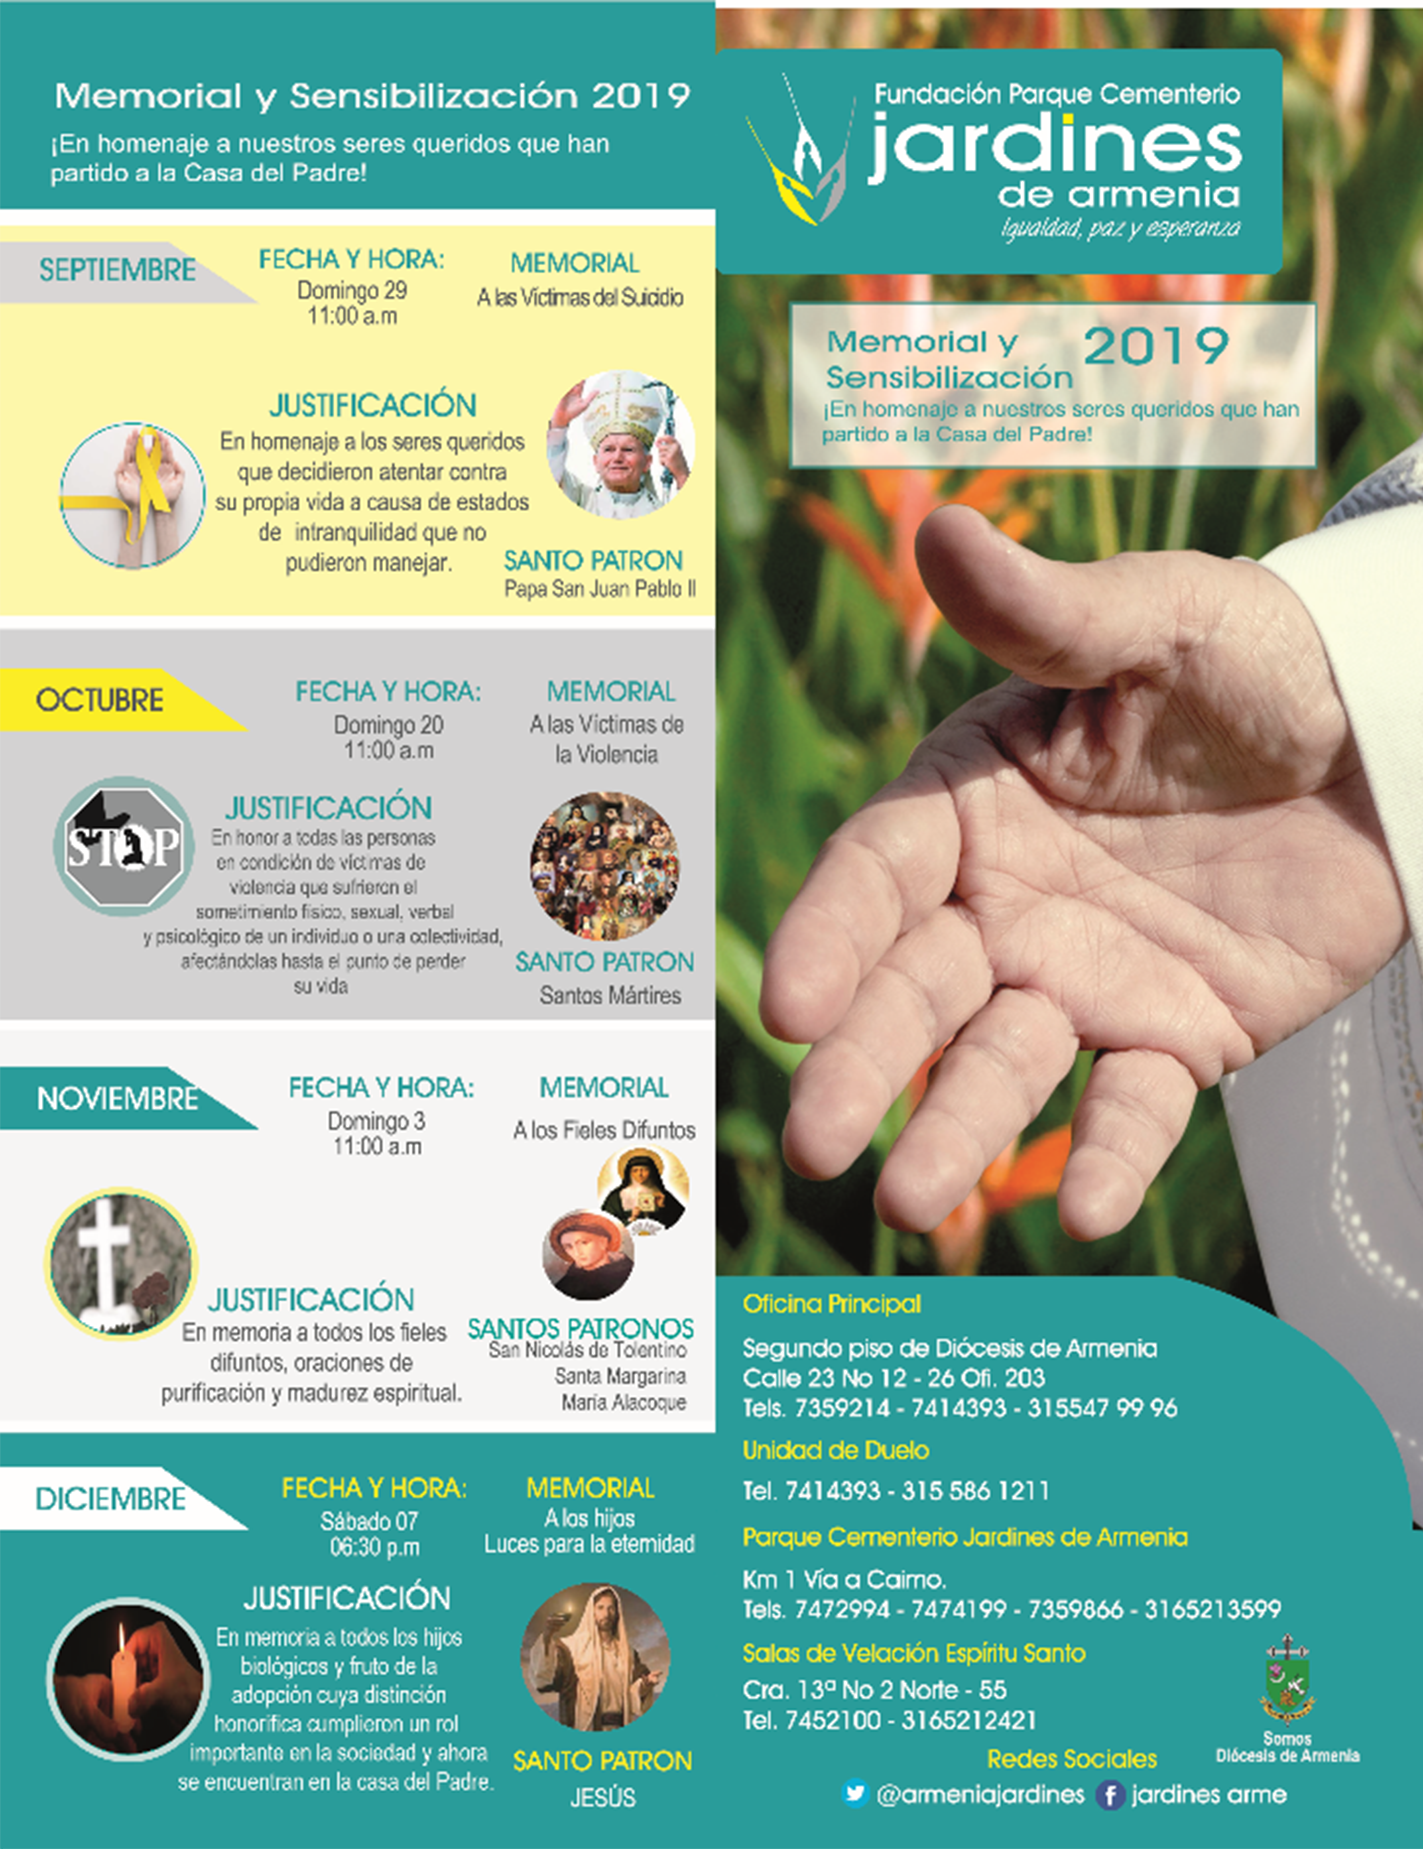 Memorial y Sensibilización 2019
¡En homenaje a nuestros seres queridos que han
partido a la Casa del Padre!
SEPTIEMBRE
FECHA Y HORA:
Domingo 29
11:00 a.m
MEMORIAL
A las Víctimas del Suicidio
JUSTIFICACIÓN
En homenaje a los seres queridos
que decidieron atentar contra
su propia vida a causa de estados
de intranquilidad que no
pudieron manejar.
SANTO PATRON
Papa San Juan Pablo II
OCTUBRE
FECHA Y HORA:
Domingo 20
11:00 a.m
MEMORIAL
A las Víctimas de
la Violencia
STOP
JUSTIFICACIÓN
En honor a todas las personas
en condición de víctimas de
violencia que sufrieron el
sometimiento físico, sexual, verbal
y psicológico de un individuo o una colectividad,
afectándolas hasta el punto de perder
su vida
SANTO PATRON
Santos Mártires
NOVIEMBRE
FECHA Y HORA:
Domingo 3
11:00 a.m
MEMORIAL
A los Fieles Difuntos
JUSTIFICACIÓN
En memoria a todos los fieles
difuntos, oraciones de
purificación y madurez espiritual.
SANTOS PATRONOS
San Nicolás de Tolentino
Santa Margarina
María Alacoque
DICIEMBRE
FECHA Y HORA:
Sábado 07
06:30 p.m
MEMORIAL
A los hijos
Luces para la eternidad
JUSTIFICACIÓN
En memoria a todos los hijos
biológicos y fruto de la
adopción cuya distinción
honorífica cumplieron un rol
importante en la sociedad y ahora
se encuentran en la casa del Padre.
SANTO PATRON
JESÚS
Fundación Parque Cementerio
jardines
de armenia
Igualdad, paz y esperanza
Memorial y 2019
Sensibilización
¡En homenaje a nuestros seres queridos que han
partido a la Casa del Padre!
Oficina Principal
Segundo piso de Diócesis de Armenia
Calle 23 No 12 - 26 Ofi. 203
Tels. 7359214 - 7414393 - 315547 99 96
Unidad de Duelo
Tel. 7414393 - 315 586 1211
Parque Cementerio Jardines de Armenia
Km 1 Vía a Caimo.
Tels. 7472994 - 7474199 - 7359866 - 3165213599
Salas de Velación Espíritu Santo
Cra. 13ª No 2 Norte - 55
Tel. 7452100 - 3165212421
Somos
Diócesis de Armenia
Redes Sociales
@armeniajardines jardines arme